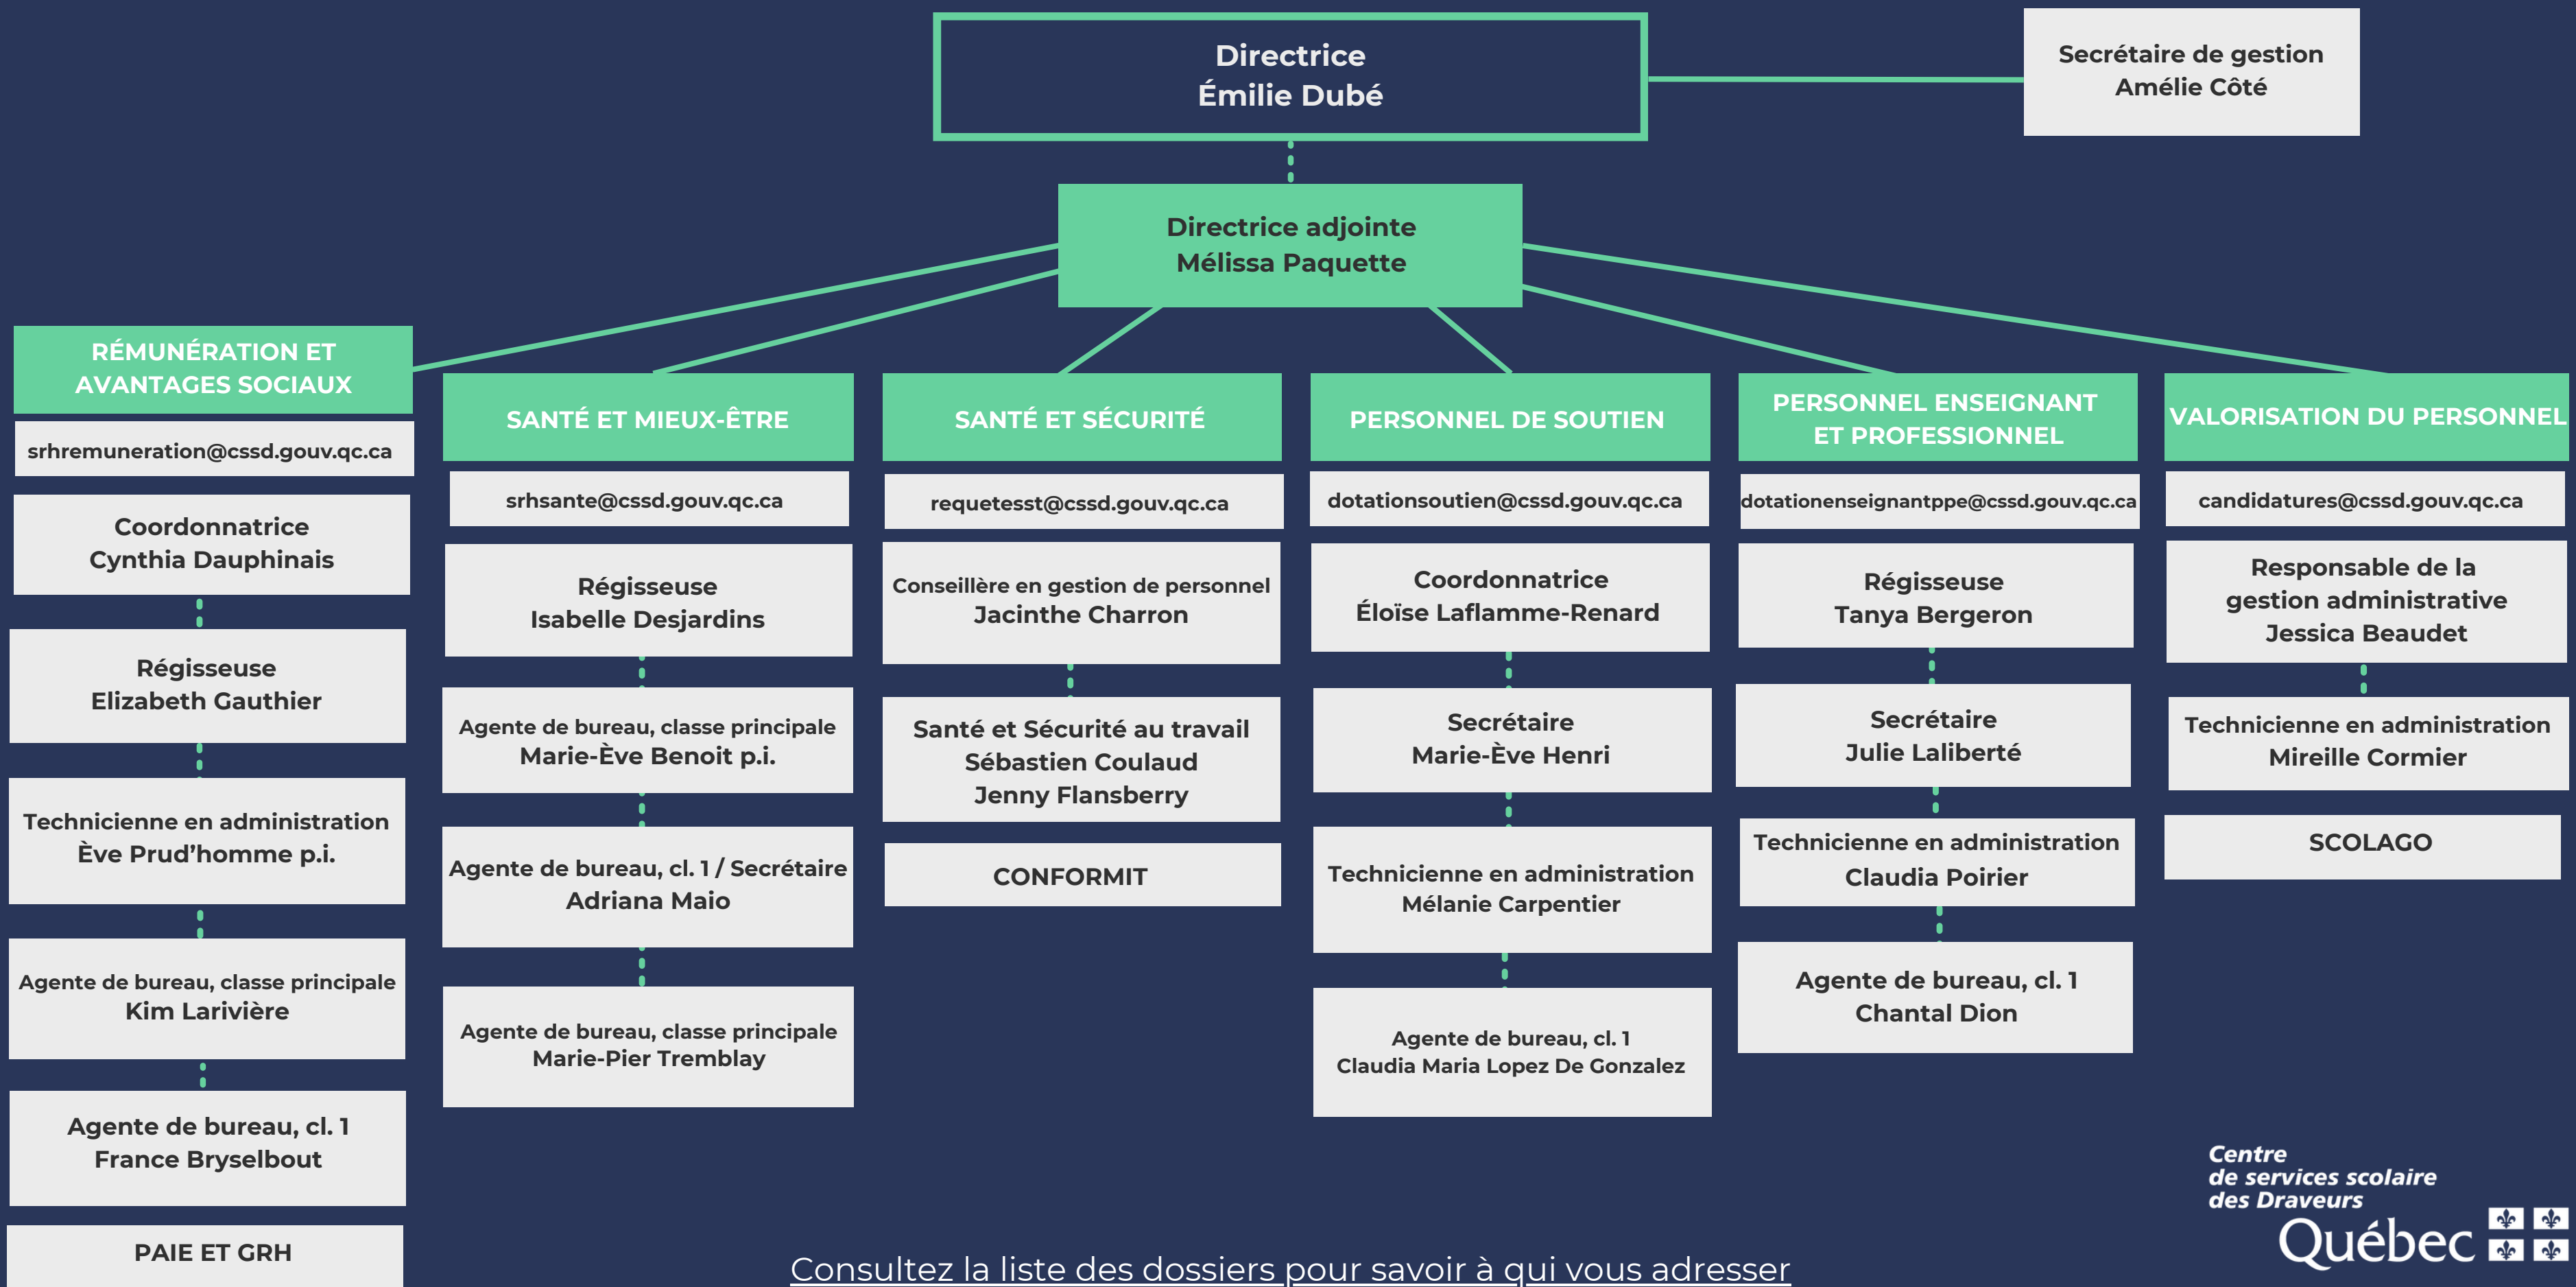 Directrice
Émilie Dubé
Secrétaire de gestion
Amélie Côté
Directrice adjointe
Mélissa Paquette
RÉMUNÉRATION ET
AVANTAGES SOCIAUX
srhremuneration@cssd.gouv.qc.ca
Coordonnatrice
Cynthia Dauphinais
Régisseuse
Elizabeth Gauthier
Technicienne en administration
Ève Prud’homme p.i.
Agente de bureau, classe principale
Kim Larivière
Agente de bureau, cl. 1
France Bryselbout
PAIE ET GRH
SANTÉ ET MIEUX-ÊTRE
srhsante@cssd.gouv.qc.ca
Régisseuse
Isabelle Desjardins
Agente de bureau, classe principale
Marie-Ève Benoit p.i.
Agente de bureau, cl. 1 / Secrétaire
Adriana Maio
Agente de bureau, classe principale
Marie-Pier Tremblay
SANTÉ ET SÉCURITÉ
requetesst@cssd.gouv.qc.ca
Conseillère en gestion de personnel
Jacinthe Charron
Santé et Sécurité au travail
Sébastien Coulaud
Jenny Flansberry
CONFORMIT
PERSONNEL DE SOUTIEN
dotationsoutien@cssd.gouv.qc.ca
Coordonnatrice
Éloïse Laflamme-Renard
Secrétaire
Marie-Ève Henri
Technicienne en administration
Mélanie Carpentier
Agente de bureau, cl. 1
Claudia Maria Lopez De Gonzalez
PERSONNEL ENSEIGNANT
ET PROFESSIONNEL
dotationenseignantppe@cssd.gouv.qc.ca
Régisseuse
Tanya Bergeron
Secrétaire
Julie Laliberté
Technicienne en administration
Claudia Poirier
Agente de bureau, cl. 1
Chantal Dion
VALORISATION DU PERSONNEL
candidatures@cssd.gouv.qc.ca
Responsable de la
gestion administrative
Jessica Beaudet
Technicienne en administration
Mireille Cormier
SCOLAGO
Centre
de services scolaire
des Draveurs
Québec
Consultez la liste des dossiers pour savoir à qui vous adresser